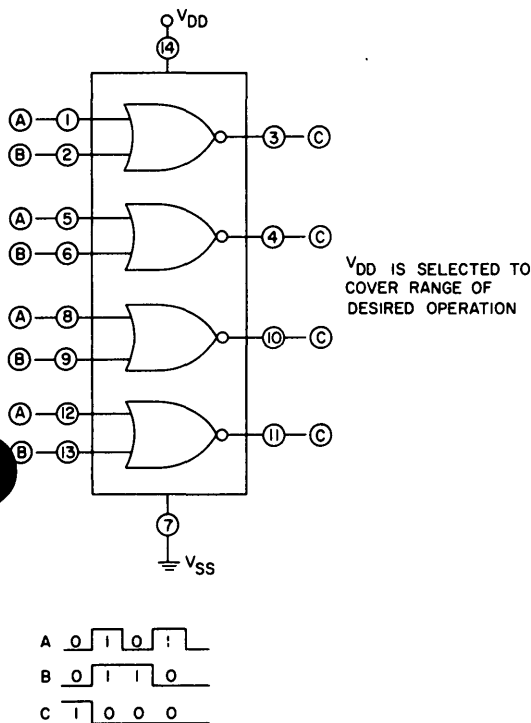 VDD
14
A 1
B 2
3 C
A 5
B 6
4 C
VDD IS SELECTED TO
COVER RANGE OF
DESIRED OPERATION
A 8
B 9
10 C
A 12
B 13
11 C
7
VSS
A 0 1 0 1
B 0 1 1 0
C 1 0 0 0